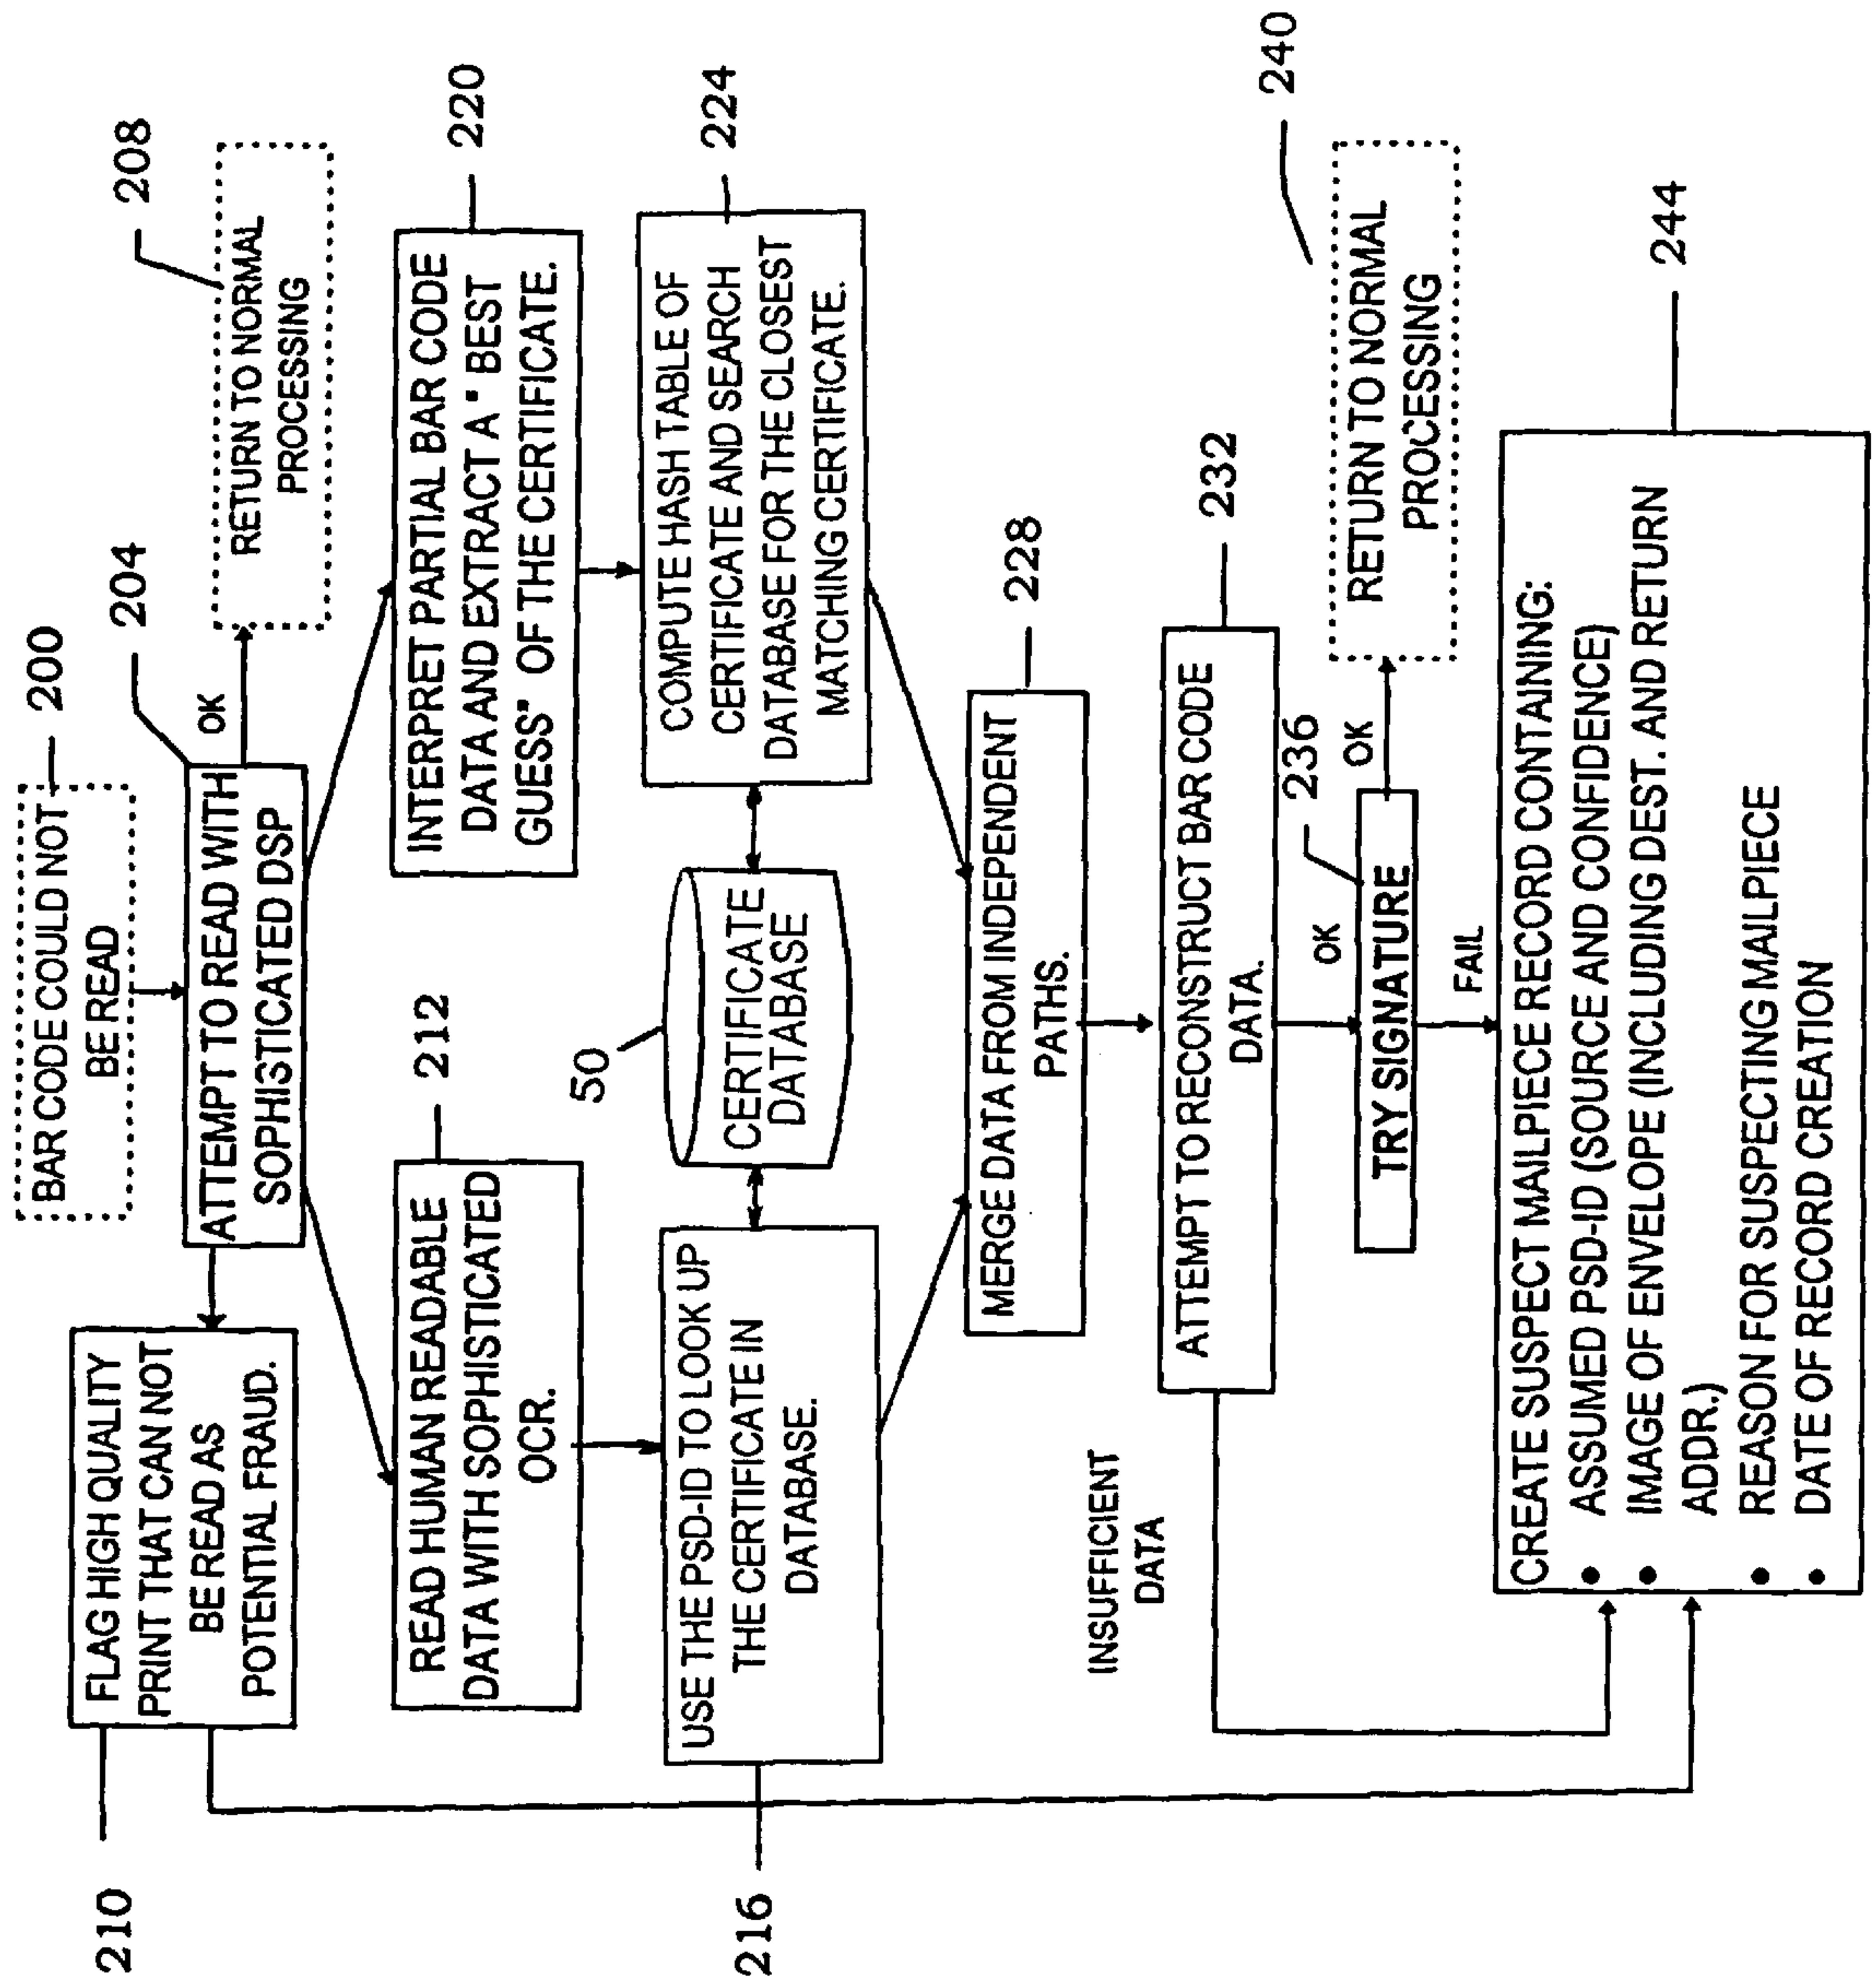 BAR CODE COULD NOT
BE READ
200
204
ATTEMPT TO READ WITH
SOPHISTICATED DSP
OK
208
RETURN TO NORMAL
PROCESSING
210
FLAG HIGH QUALITY
PRINT THAT CAN NOT
BE READ AS
POTENTIAL FRAUD.
212
READ HUMAN READABLE
DATA WITH SOPHISTICATED
OCR.
220
INTERPRET PARTIAL BAR CODE
DATA AND EXTRACT A " BEST
GUESS" OF THE CERTIFICATE.
216
USE THE PSD-ID TO LOOK UP
THE CERTIFICATE IN
DATABASE.
50
CERTIFICATE
DATABASE
224
COMPUTE HASH TABLE OF
CERTIFICATE AND SEARCH
DATABASE FOR THE CLOSEST
MATCHING CERTIFICATE.
228
MERGE DATA FROM INDEPENDENT
PATHS.
232
ATTEMPT TO RECONSTRUCT BAR CODE
DATA.
INSUFFICIENT
DATA
OK
236
TRY SIGNATURE
OK
240
RETURN TO NORMAL
PROCESSING
FAIL
244
CREATE SUSPECT MAILPIECE RECORD CONTAINING:
• ASSUMED PSD-ID (SOURCE AND CONFIDENCE)
• IMAGE OF ENVELOPE (INCLUDING DEST. AND RETURN
ADDR.)
• REASON FOR SUSPECTING MAILPIECE
• DATE OF RECORD CREATION